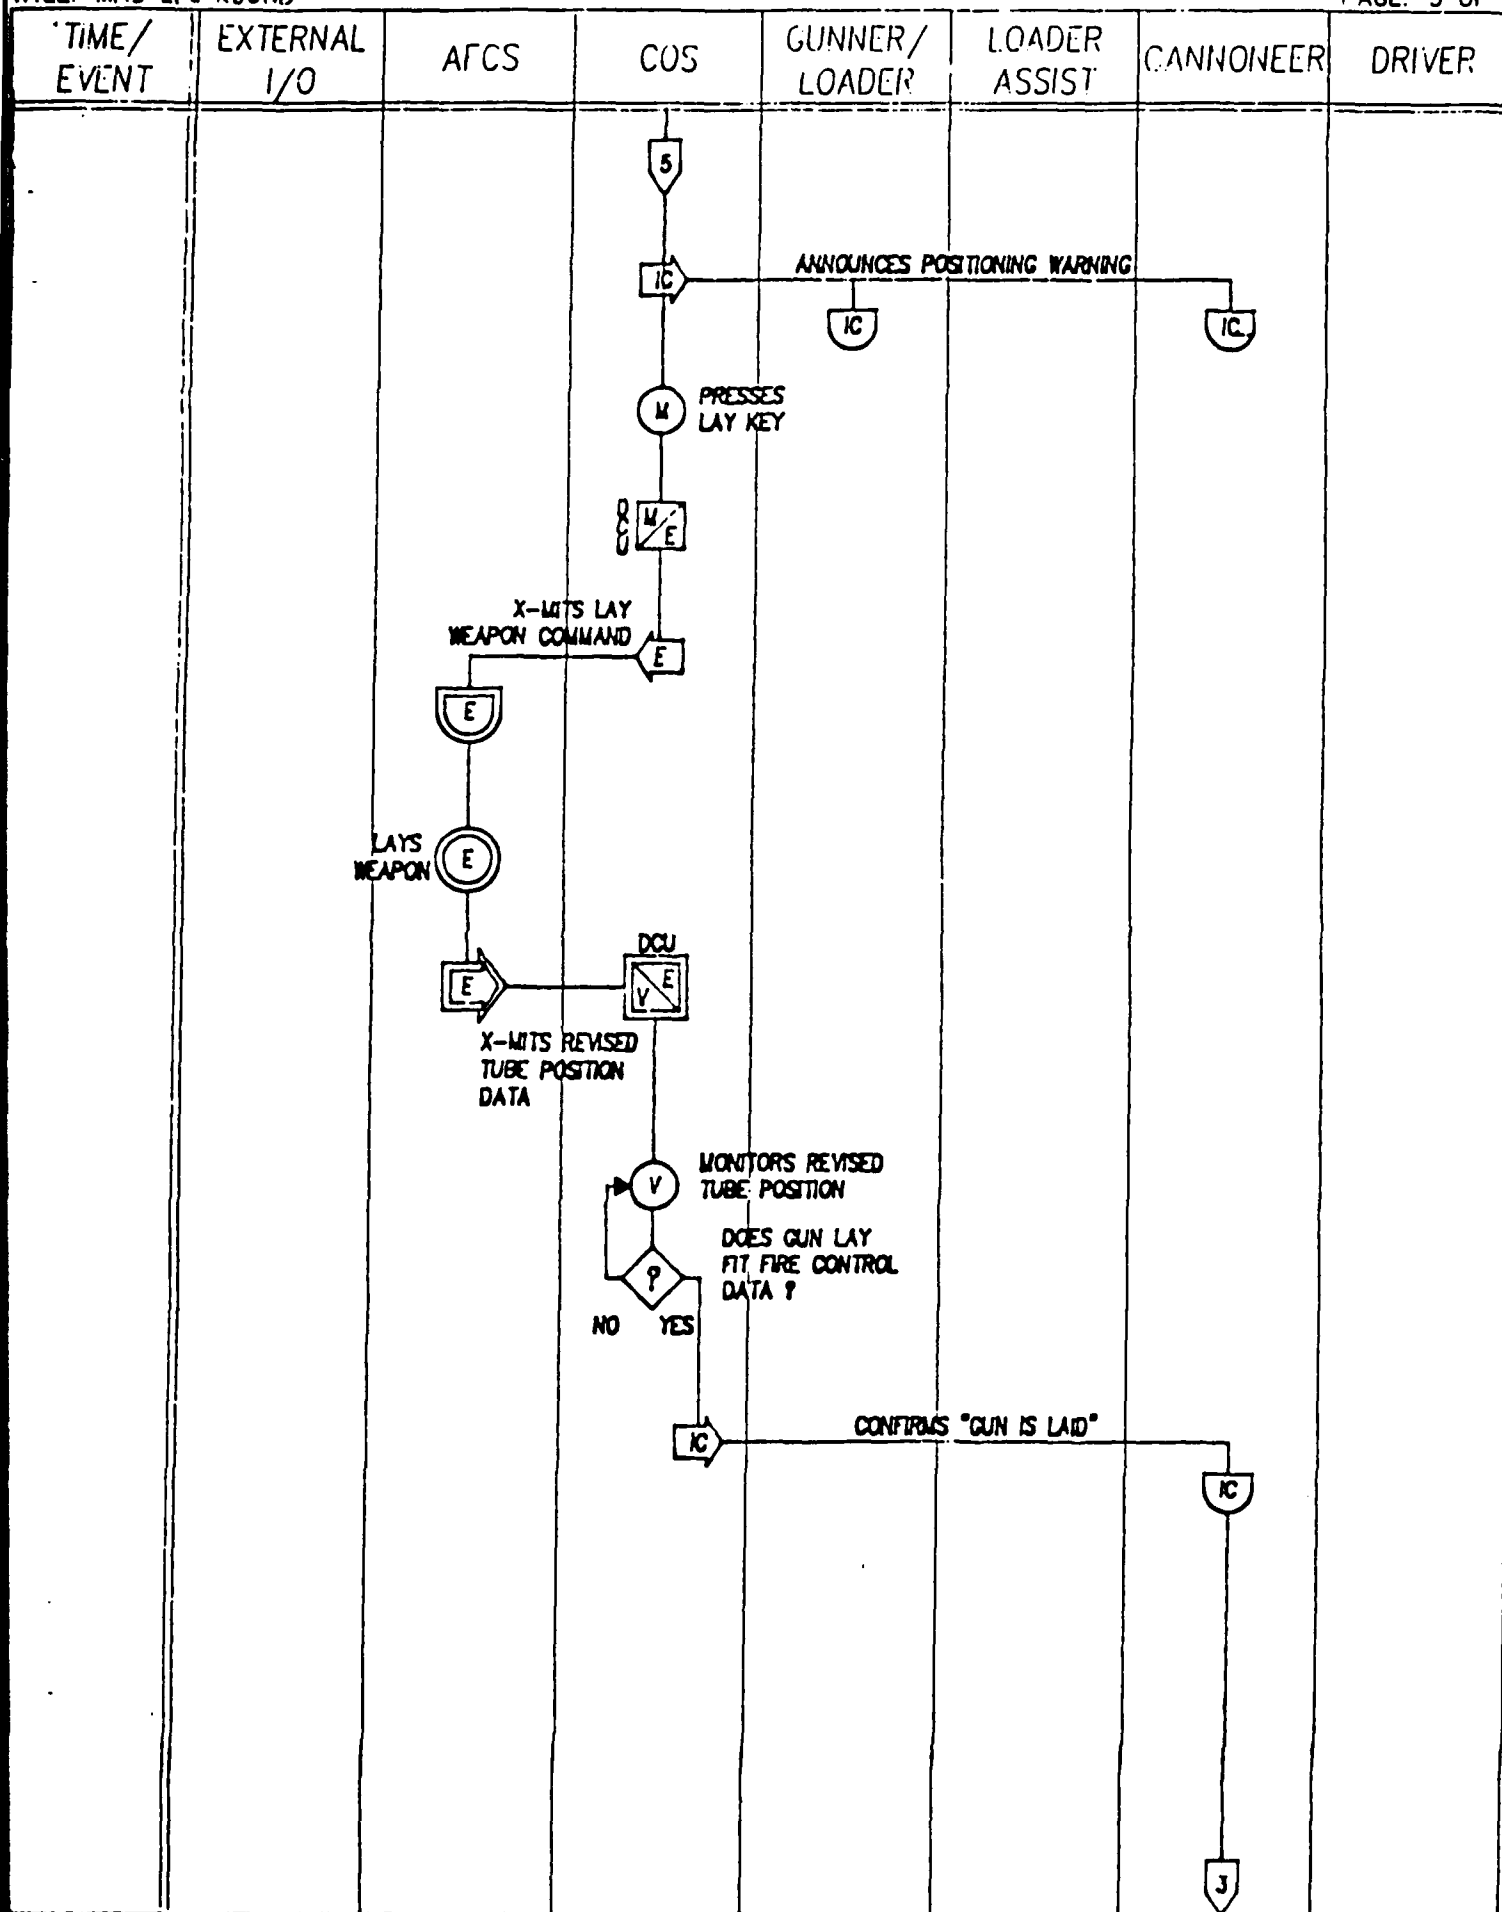 TIME/ EVENT
EXTERNAL I/O
AFCS
COS
GUNNER/ LOADER
LOADER ASSIST
CANNONEER
DRIVER
5
IC
ANNOUNCES POSITIONING WARNING
IC
IC
M
PRESSES
LAY KEY
M
E
X-MITS LAY
WEAPON COMMAND
E
E
LAYS
WEAPON
E
DCU
E
E
V
X-MITS REVISED
TUBE POSITION
DATA
MONITORS REVISED
TUBE POSITION
V
DOES GUN LAY
FIT FIRE CONTROL
DATA ?
?
NO YES
CONFIRMS "GUN IS LAID"
IC
IC
3